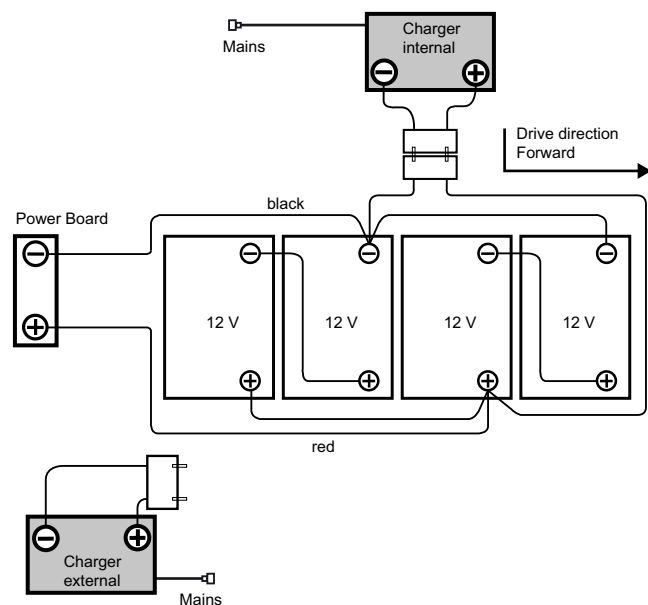 Charger
internal
Mains
Drive direction
Forward
black
Power Board
12 V
12 V
12 V
12 V
red
Charger
external
Mains